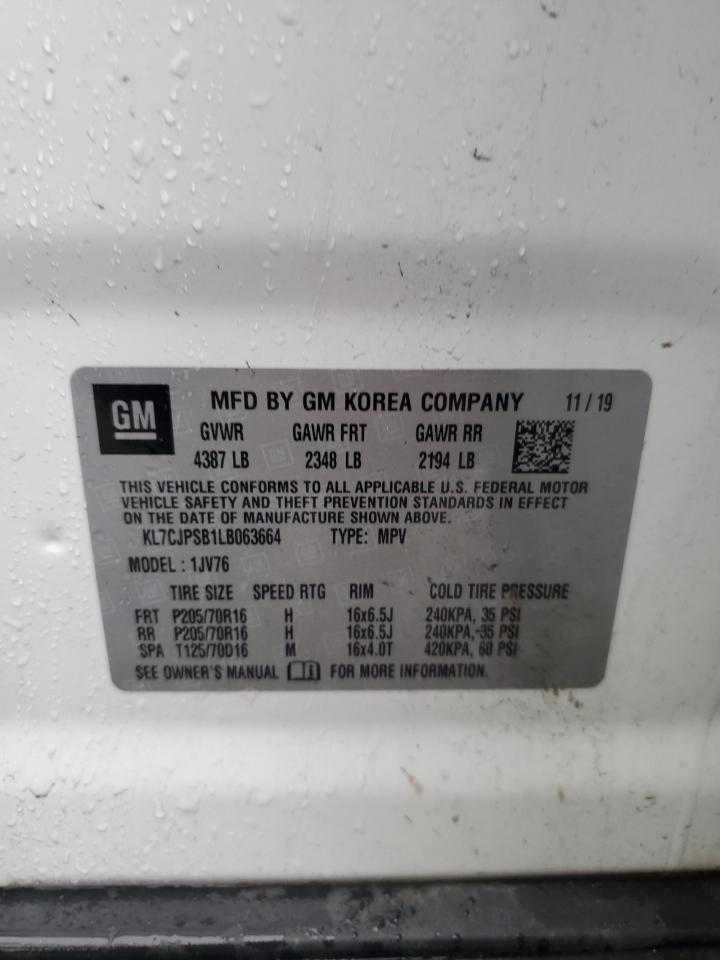 GM MFD BY GM KOREA COMPANY 11 / 19
GVWR GAWR FRT GAWR RR
4387 LB 2348 LB 2194 LB
THIS VEHICLE CONFORMS TO ALL APPLICABLE U.S. FEDERAL MOTOR
VEHICLE SAFETY AND THEFT PREVENTION STANDARDS IN EFFECT
ON THE DATE OF MANUFACTURE SHOWN ABOVE.
KL7CJPSB1LB063664 TYPE: MPV
MODEL : 1JV76
TIRE SIZE SPEED RTG RIM COLD TIRE PRESSURE
FRT P205/70R16 H 16x6.5J 240KPA, 35 PSI
RR P205/70R16 H 16x6.5J 240KPA, 35 PSI
SPA T125/70D16 M 16x4.0T 420KPA, 60 PSI
SEE OWNER'S MANUAL FOR MORE INFORMATION.